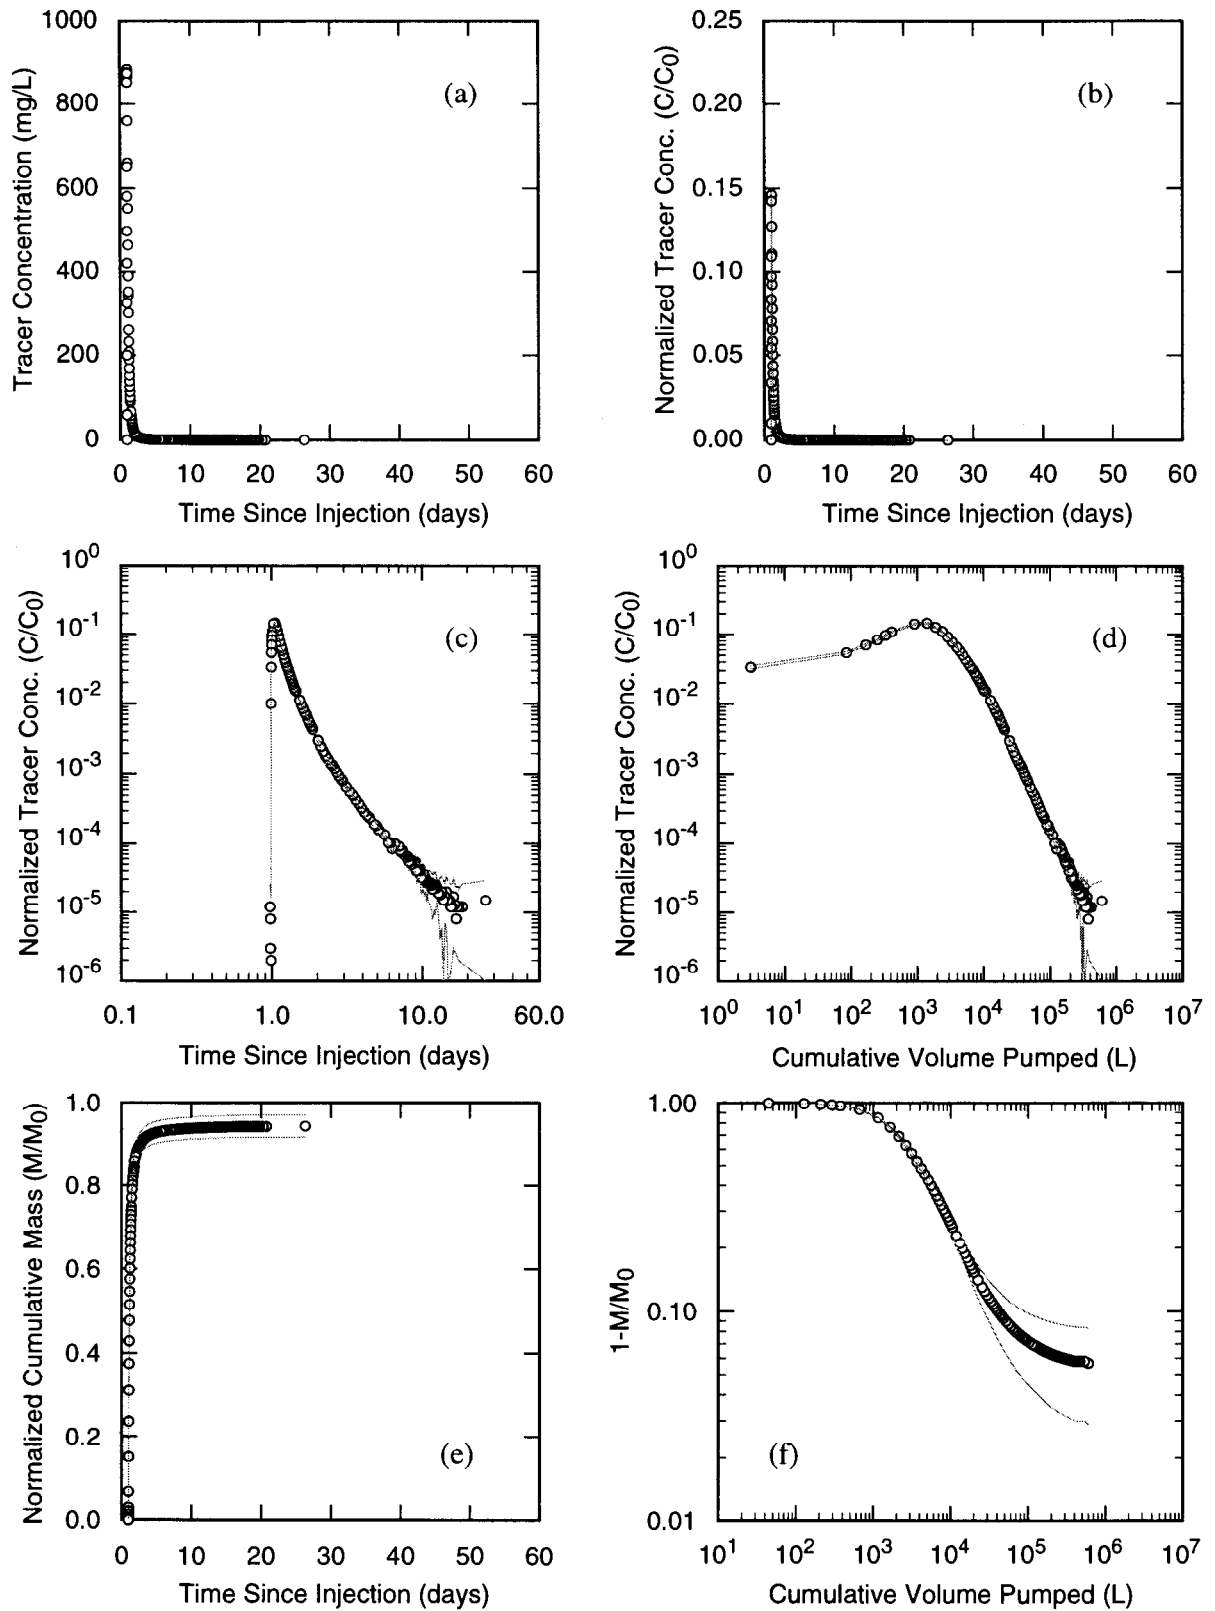 1000
800
600
400
200
0
Tracer Concentration (mg/L)
(a)
0 10 20 30 40 50 60
Time Since Injection (days)
0.25
0.20
0.15
0.10
0.05
0.00
Normalized Tracer Conc. (C/C0)
(b)
0 10 20 30 40 50 60
Time Since Injection (days)
10^0
10^-1
10^-2
10^-3
10^-4
10^-5
10^-6
Normalized Tracer Conc. (C/C0)
(c)
0.1 1.0 10.0 60.0
Time Since Injection (days)
10^0
10^-1
10^-2
10^-3
10^-4
10^-5
10^-6
Normalized Tracer Conc. (C/C0)
(d)
10^0 10^1 10^2 10^3 10^4 10^5 10^6 10^7
Cumulative Volume Pumped (L)
1.0
0.8
0.6
0.4
0.2
0.0
Normalized Cumulative Mass (M/M0)
(e)
0 10 20 30 40 50 60
Time Since Injection (days)
1.00
0.10
0.01
1-M/M0
(f)
10^1 10^2 10^3 10^4 10^5 10^6 10^7
Cumulative Volume Pumped (L)